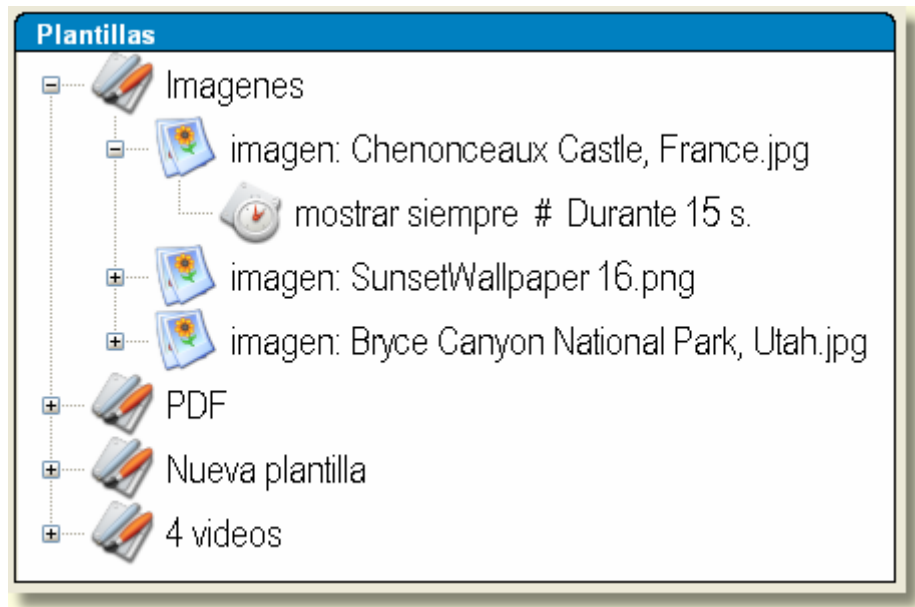 Plantillas
Imagenes
imagen: Chenonceaux Castle, France.jpg
mostrar siempre # Durante 15 s.
imagen: SunsetWallpaper 16.png
imagen: Bryce Canyon National Park, Utah.jpg
PDF
Nueva plantilla
4 videos